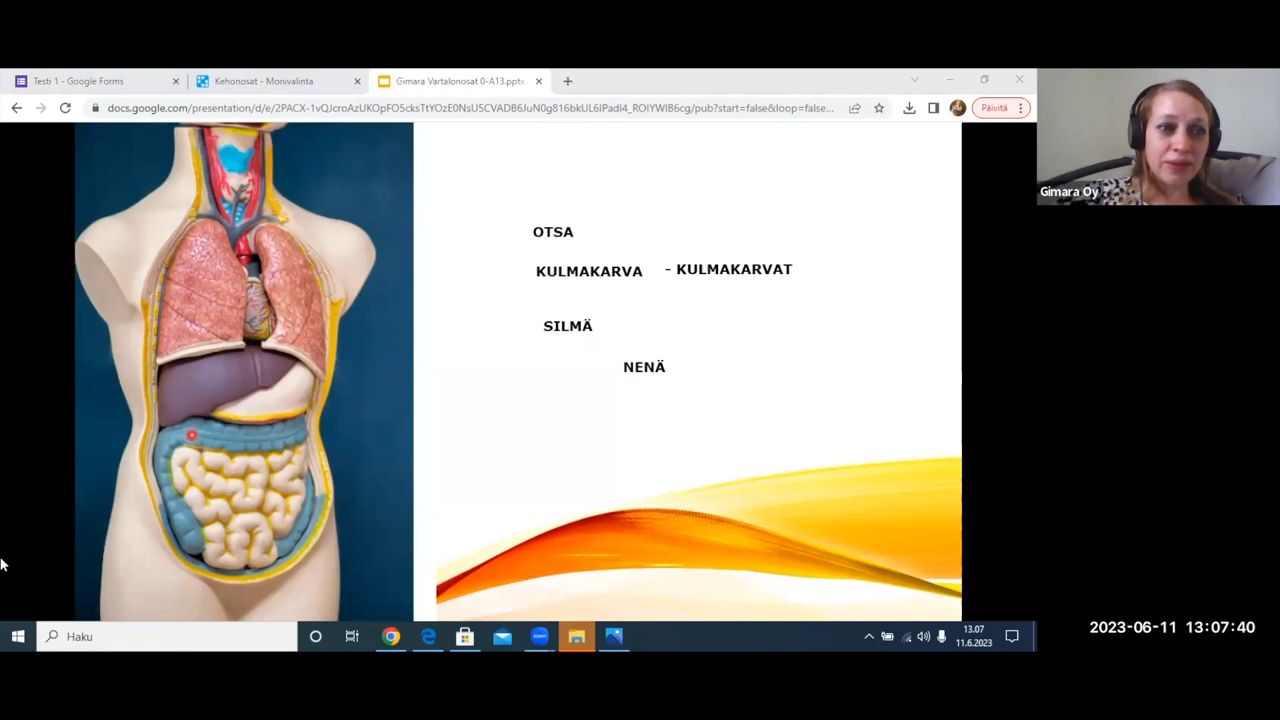 Testi 1 - Google Forms
Kehonosat - Monivalinta
Gimara Vartalonosat 0-A13.pptx
Päivitä
Gimara Oy
OTSA
KULMAKARVA - KULMAKARVAT
SILMÄ
NENÄ
Haku
zoom
13.07
11.6.2023
2023-06-11 13:07:40